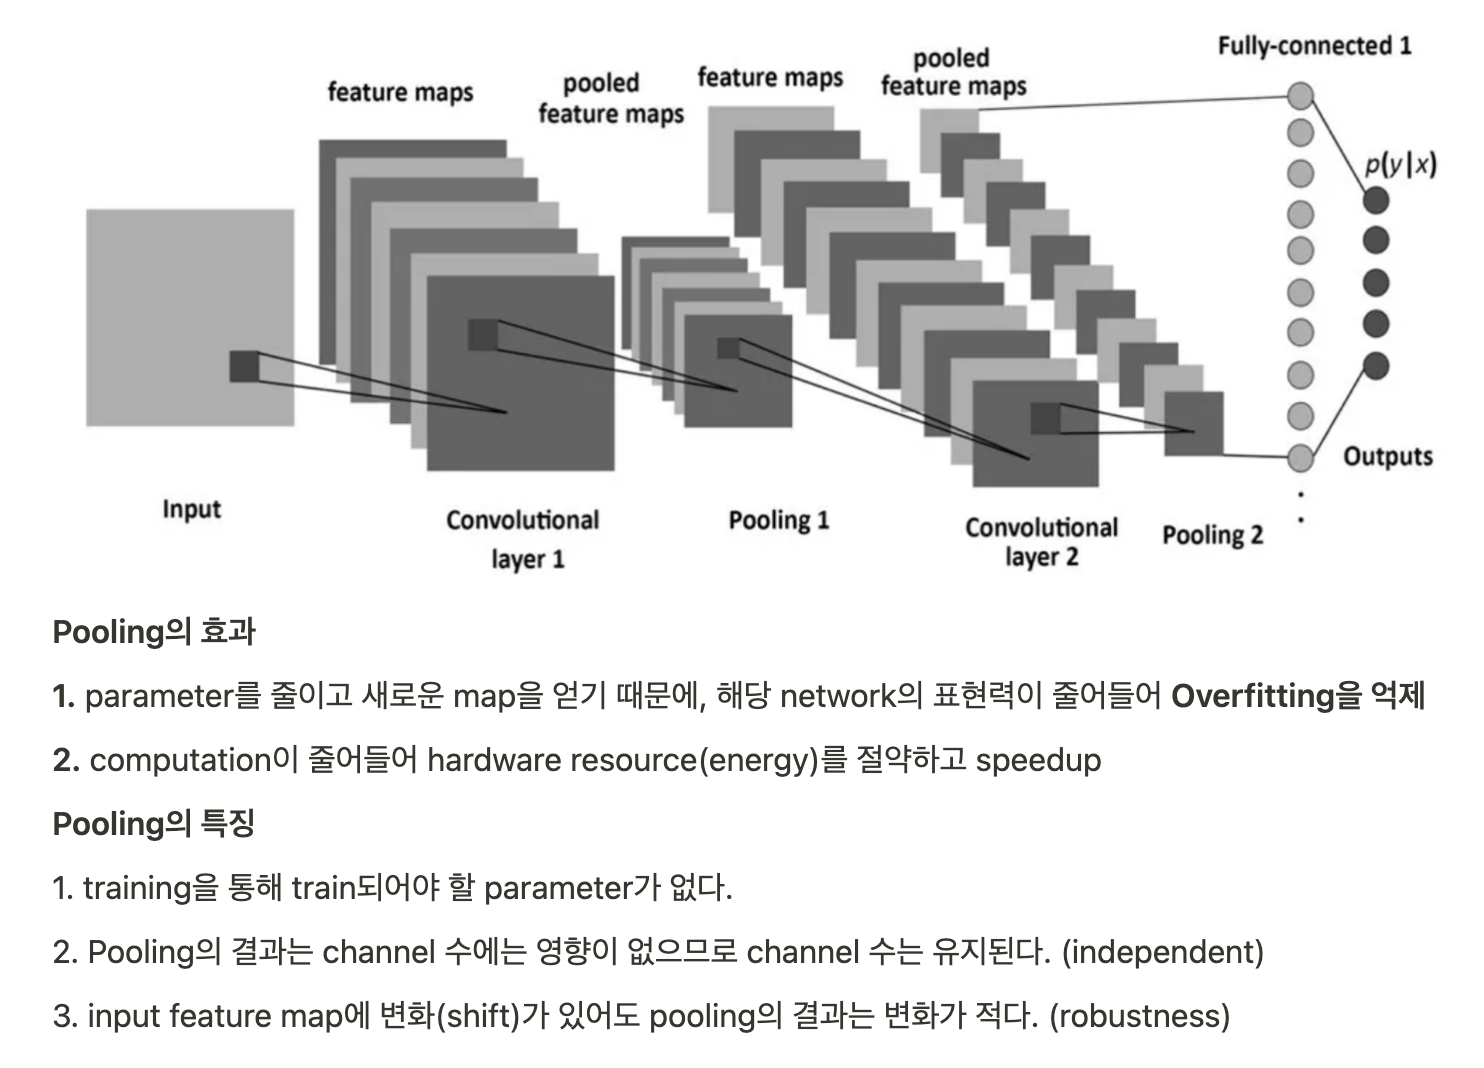 Fully-connected 1
pooled
feature maps
feature maps
pooled
feature maps
feature maps
p(y|x)
Outputs
Input
Convolutional
layer 1
Pooling 1
Convolutional
layer 2
Pooling 2
Pooling의 효과
1. parameter를 줄이고 새로운 map을 얻기 때문에, 해당 network의 표현력이 줄어들어 Overfitting을 억제
2. computation이 줄어들어 hardware resource(energy)를 절약하고 speedup
Pooling의 특징
1. training을 통해 train되어야 할 parameter가 없다.
2. Pooling의 결과는 channel 수에는 영향이 없으므로 channel 수는 유지된다. (independent)
3. input feature map에 변화(shift)가 있어도 pooling의 결과는 변화가 적다. (robustness)